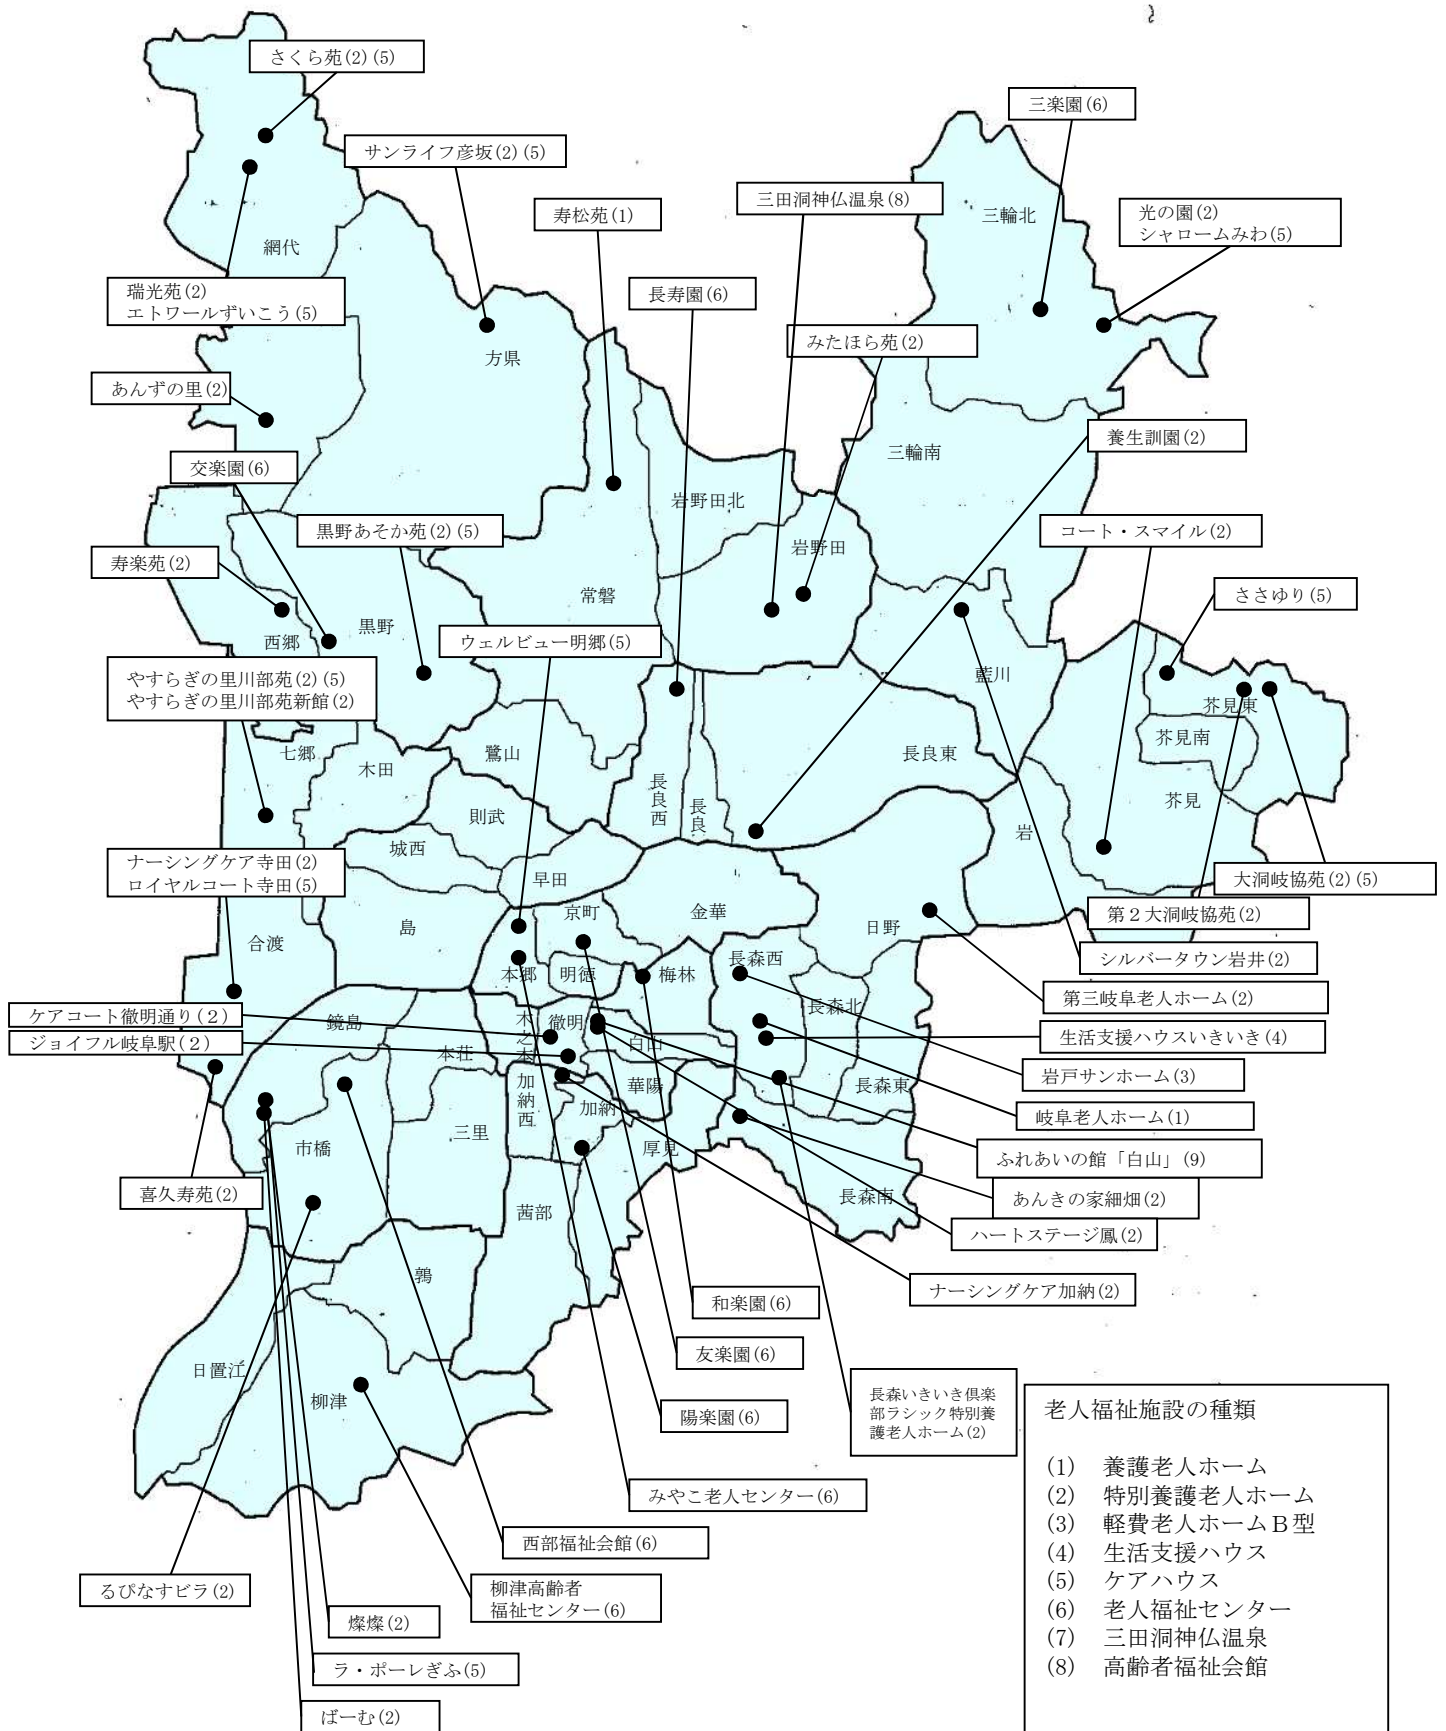 さくら苑(2)(5)
三楽園(6)
サンライフ彦坂(2)(5)
三田洞神仏温泉(8)
寿松苑(1)
光の園(2)
シャロームみわ(5)
三輪北
網代
瑞光苑(2)
エトワールずいこう(5)
長寿園(6)
みたほら苑(2)
方県
あんずの里(2)
養生訓園(2)
三輪南
交楽園(6)
岩野田北
黒野あそか苑(2)(5)
コート・スマイル(2)
岩野田
寿楽苑(2)
ささゆり(5)
常磐
黒野
西郷
ウェルビュー明郷(5)
藍川
やすらぎの里川部苑(2)(5)
やすらぎの里川部苑新館(2)
芥見東
芥見南
七郷
鷺山
長良東
木田
長良西
長良
芥見
則武
岩
城西
ナーシングケア寺田(2)
ロイヤルコート寺田(5)
早田
大洞岐協苑(2)(5)
京町
金華
第2大洞岐協苑(2)
島
日野
合渡
シルバータウン岩井(2)
長森西
本郷
明徳
梅林
第三岐阜老人ホーム(2)
長森北
ケアコート徹明通り(2)
鏡島
木之本
徹明
生活支援ハウスいきいき(4)
ジョイフル岐阜駅(2)
本荘
白山
岩戸サンホーム(3)
華陽
長森東
加納西
加納
岐阜老人ホーム(1)
三里
市橋
厚見
ふれあいの館「白山」(9)
喜久寿苑(2)
長森南
あんきの家細畑(2)
茜部
ハートステージ鳳(2)
鶉
ナーシングケア加納(2)
和楽園(6)
友楽園(6)
日置江
柳津
陽楽園(6)
長森いきいき倶楽
部ラシック特別養
護老人ホーム(2)
みやこ老人センター(6)
西部福祉会館(6)
るぴなすビラ(2)
柳津高齢者
福祉センター(6)
燦燦(2)
ラ・ポーレぎふ(5)
ばーむ(2)
老人福祉施設の種類
(1) 養護老人ホーム
(2) 特別養護老人ホーム
(3) 軽費老人ホームB型
(4) 生活支援ハウス
(5) ケアハウス
(6) 老人福祉センター
(7) 三田洞神仏温泉
(8) 高齢者福祉会館